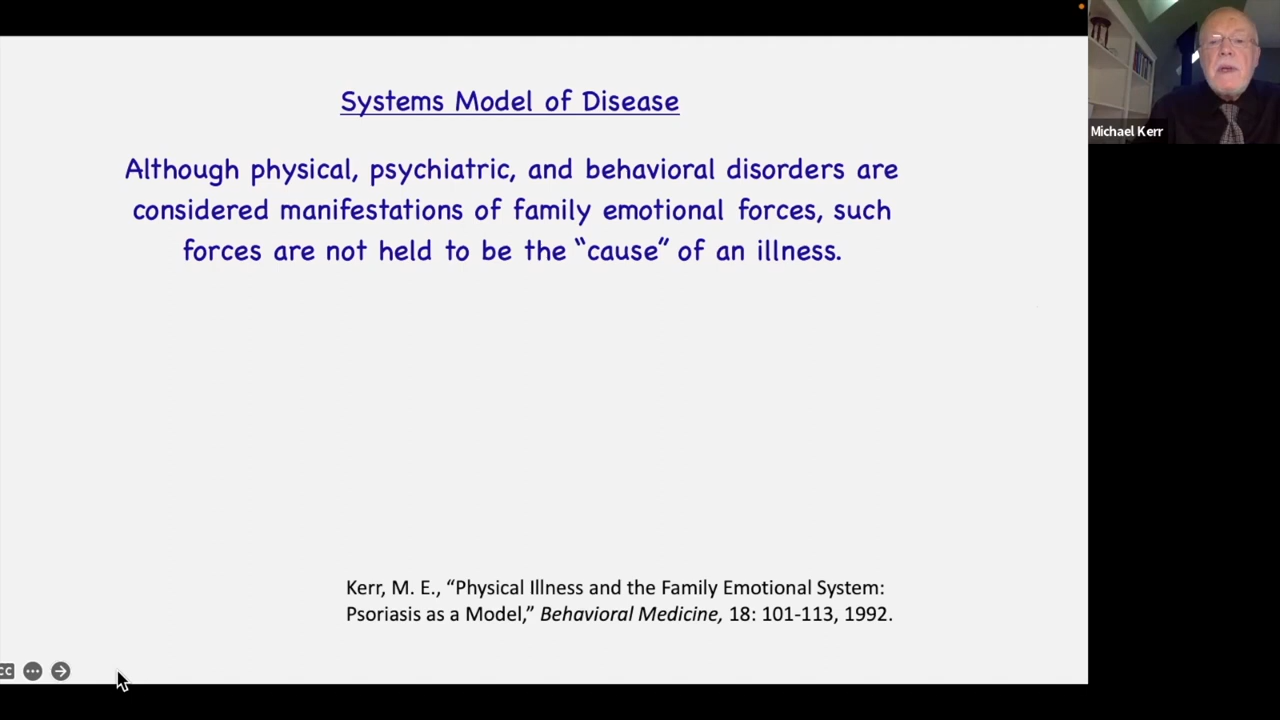 Systems Model of Disease
Although physical, psychiatric, and behavioral disorders are
considered manifestations of family emotional forces, such
forces are not held to be the “cause” of an illness.
Kerr, M. E., “Physical Illness and the Family Emotional System:
Psoriasis as a Model,” Behavioral Medicine, 18: 101-113, 1992.
Michael Kerr
CC